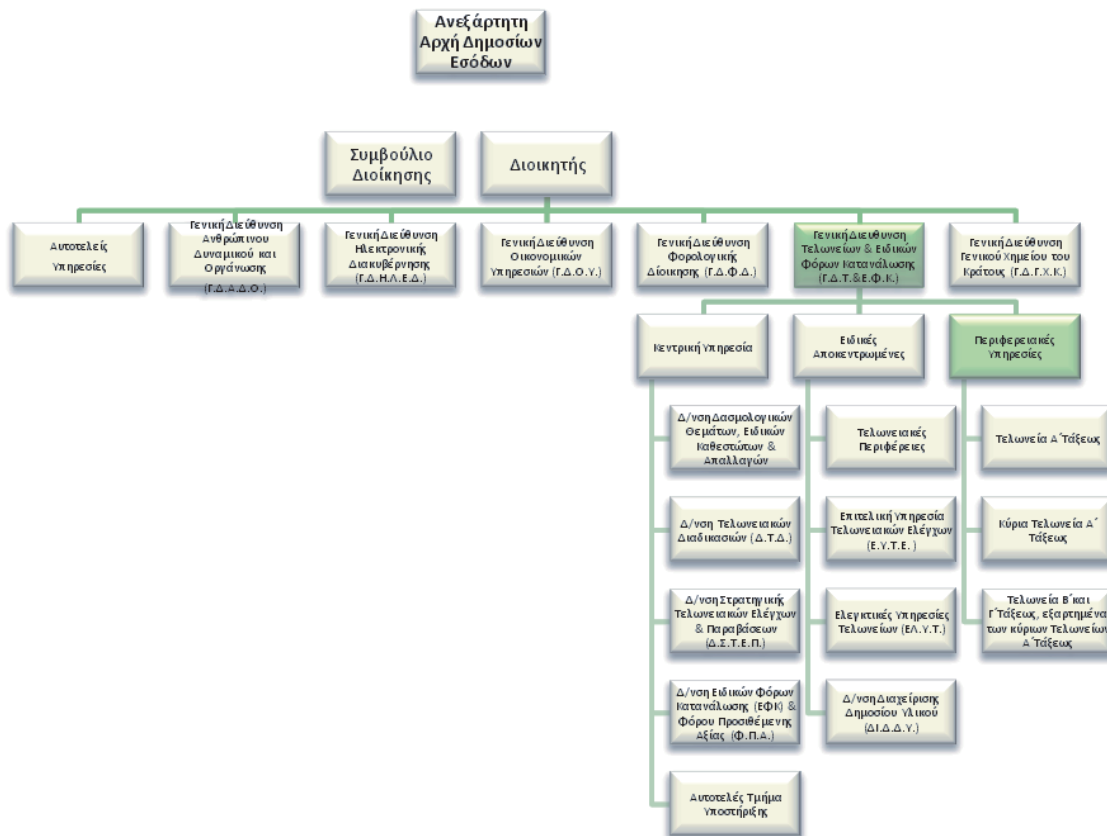 Ανεξάρτητη
Αρχή Δημοσίων
Εσόδων
Συμβούλιο
Διοίκησης
Διοικητής
Αυτοτελείς
Υπηρεσίες
Γενική Διεύθυνση
Ανθρώπινου
Δυναμικού και
Οργάνωσης
(Γ.Δ.Α.Δ.Ο.)
Γενική Διεύθυνση
Ηλεκτρονικής
Διακυβέρνησης
(Γ.Δ.ΗΛ.Ε.Δ.)
Γενική Διεύθυνση
Οικονομικών
Υπηρεσιών (Γ.Δ.Ο.Υ.)
Γενική Διεύθυνση
Φορολογικής
Δίοικησης (Γ.Δ.Φ.Δ.)
Γενική Διευθυνση
Τελωνείων & Ειδικών
Φόρων Κατανάλωσης
(Γ.Δ.Τ.&Ε.Φ.Κ.)
Γενική Διεύθυνση
Γενικού Χημείου του
Κράτους (Γ.Δ.Γ.Χ.Κ.)
Κεντρική Υπηρεσία
Ειδικές
Αποκεντρωμένες
Περιφερειακές
Υπηρεσίες
Δ/νση Δασμολογικών
Θεμάτων, Ειδικών
Καθεστώτων &
Απαλλαγών
Δ/νση Τελωνειακών
Διαδικασιών (Δ.Τ.Δ.)
Δ/νση Στρατηγικής
Τελωνειακών Ελέγχων
& Παραβάσεων
(Δ.Σ.Τ.Ε.Π.)
Δ/νση Ειδικών Φόρων
Κατανάλωσης (ΕΦΚ) &
Φόρου Προσιθέμενης
Αξίας (Φ.Π.Α.)
Αυτοτελές Τμήμα
Υποστήριξης
Τελωνειακές
Περιφέρειες
Επιτελική Υπηρεσία
Τελωνειακών Ελέγχων
(Ε.Υ.Τ.Ε. )
Ελεγκτικές Υπηρεσίες
Τελωνείων (ΕΛ.Υ.Τ.)
Δ/νση Διαχείρισης
Δημοσίου Υλικού
(ΔΙ.Δ.Δ.Υ.)
Τελωνεία Α΄Τάξεως
Κύρια Τελωνεία Α΄
Τάξεως
Τελωνεία Β΄και
Γ΄Τάξεως, εξαρτημένα
των κύριων Τελωνείων
Α΄Τάξεως